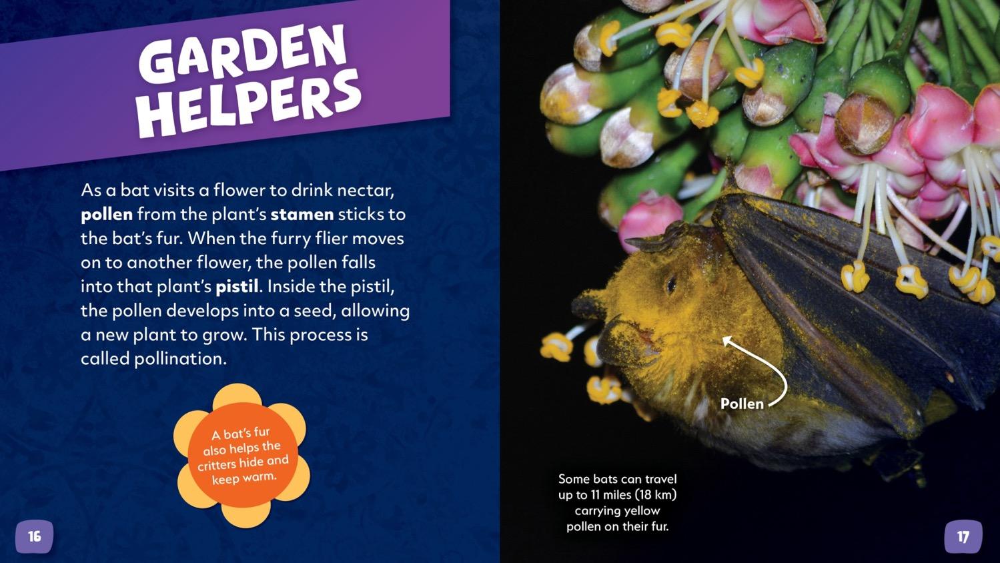 GARDEN
HELPERS
As a bat visits a flower to drink nectar,
pollen from the plant's stamen sticks to
the bat's fur. When the furry flier moves
on to another flower, the pollen falls
into that plant's pistil. Inside the pistil,
the pollen develops into a seed, allowing
a new plant to grow. This process is
called pollination.
A bat's fur
also helps the
critters hide and
keep warm.
16
Pollen
Some bats can travel
up to 11 miles (18 km)
carrying yellow
pollen on their fur.
17